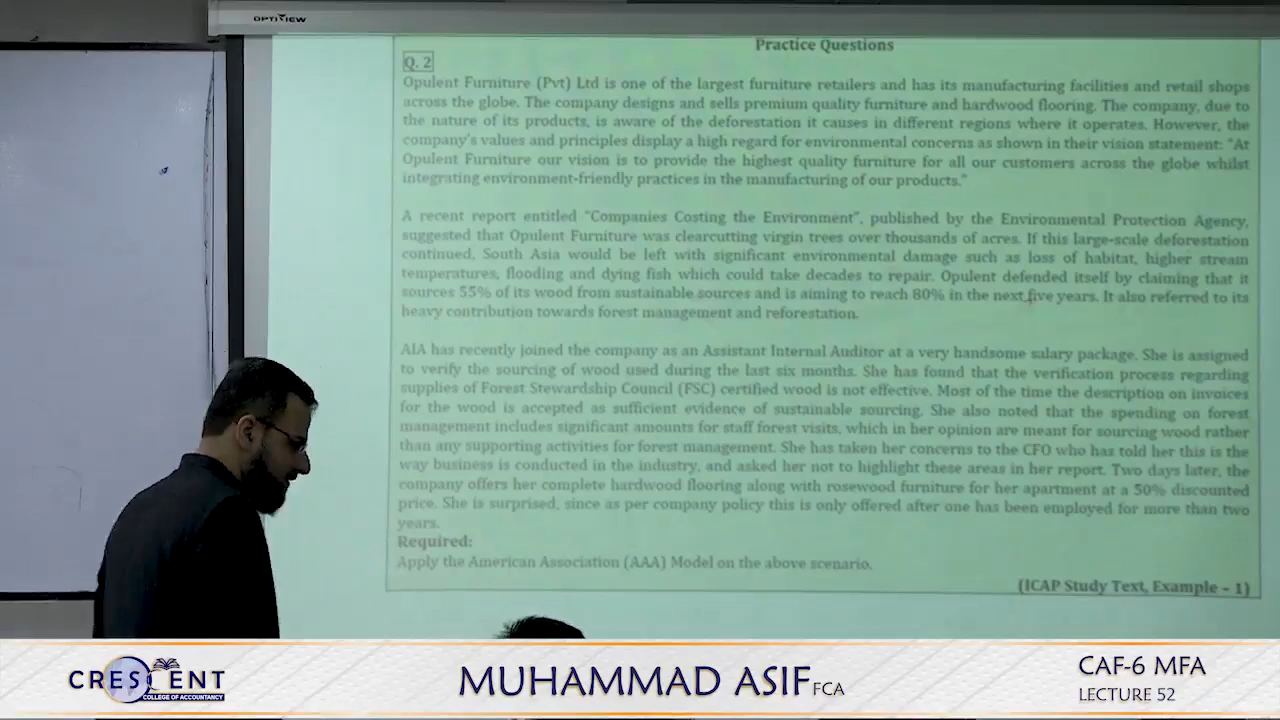 OPTIVIEW
Practice Questions
Q. 2
Opulent Furniture (Pvt) Ltd is one of the largest furniture retailers and has its manufacturing facilities and retail shops
across the globe. The company designs and sells premium quality furniture and hardwood flooring. The company, due to
the nature of its products, is aware of the deforestation it causes in different regions where it operates. However, the
company's values and principles display a high regard for environmental concerns as shown in their vision statement: "At
Opulent Furniture our vision is to provide the highest quality furniture for all our customers across the globe whilst
integrating environment-friendly practices in the manufacturing of our products."
A recent report entitled "Companies Costing the Environment", published by the Environmental Protection Agency,
suggested that Opulent Furniture was clearcutting virgin trees over thousands of acres. If this large-scale deforestation
continued, South Asia would be left with significant environmental damage such as loss of habitat, higher stream
temperatures, flooding and dying fish which could take decades to repair. Opulent defended itself by claiming that it
sources 55% of its wood from sustainable sources and is aiming to reach 80% in the next five years. It also referred to its
heavy contribution towards forest management and reforestation.
AIA has recently joined the company as an Assistant Internal Auditor at a very handsome salary package. She is assigned
to verify the sourcing of wood used during the last six months. She has found that the verification process regarding
supplies of Forest Stewardship Council (FSC) certified wood is not effective. Most of the time the description on invoices
for the wood is accepted as sufficient evidence of sustainable sourcing. She also noted that the spending on forest
management includes significant amounts for staff forest visits, which in her opinion are meant for sourcing wood rather
than any supporting activities for forest management. She has taken her concerns to the CFO who has told her this is the
way business is conducted in the industry, and asked her not to highlight these areas in her report. Two days later, the
company offers her complete hardwood flooring along with rosewood furniture for her apartment at a 50% discounted
price. She is surprised, since as per company policy this is only offered after one has been employed for more than two
years.
Required:
Apply the American Association (AAA) Model on the above scenario.
(ICAP Study Text, Example – 1)
CRESCENT
COLLEGE OF ACCOUNTANCY
MUHAMMAD ASIF FCA
CAF-6 MFA
LECTURE 52